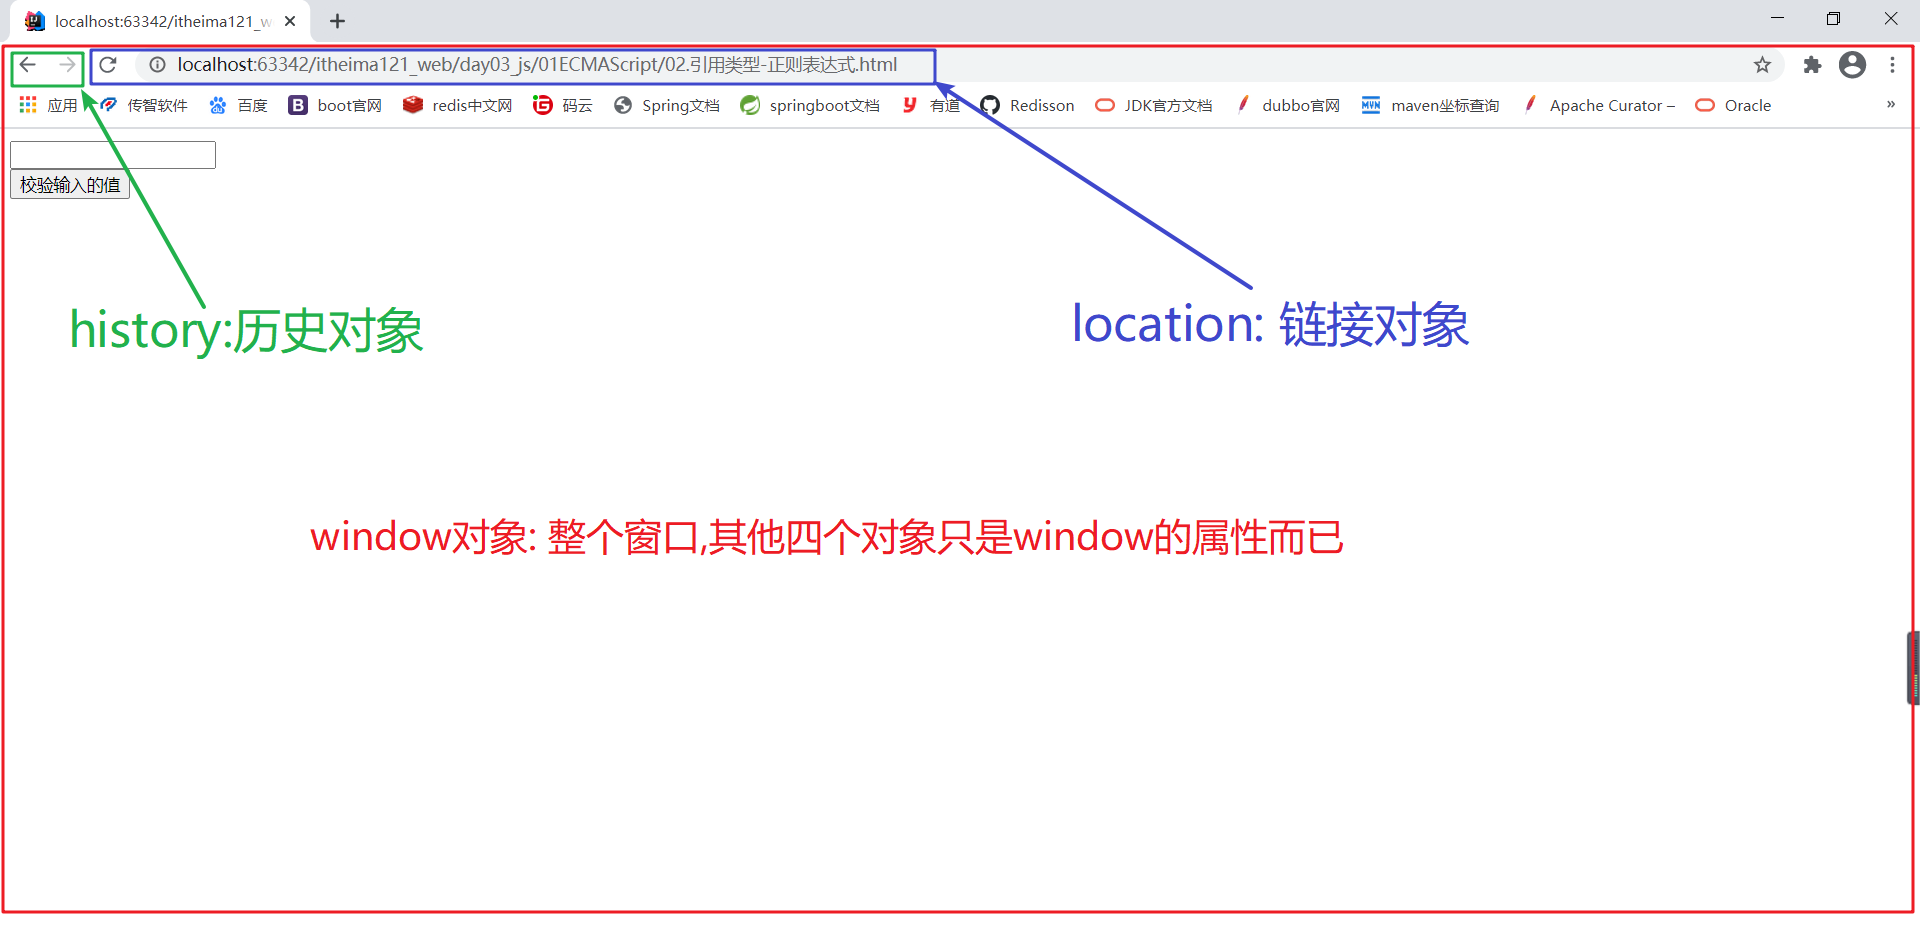 localhost:63342/itheima121_w
localhost:63342/itheima121_web/day03_js/01ECMAScript/02.引用类型-正则表达式.html
应用 传智软件 百度 boot官网 redis中文网 码云 Spring文档 springboot文档 有道 Redisson JDK官方文档 dubbo官网 maven坐标查询 Apache Curator – Oracle »
校验输入的值
history:历史对象
location: 链接对象
window对象: 整个窗口,其他四个对象只是window的属性而已